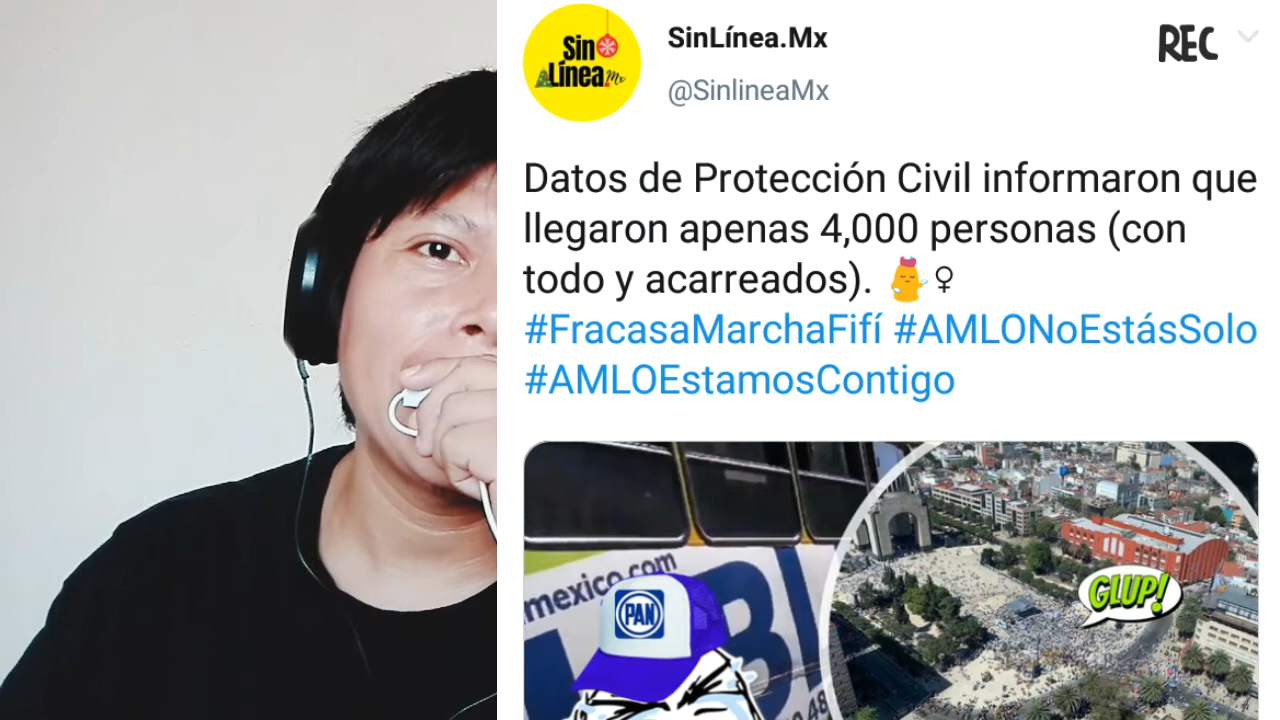 Sin
Línea.Mx
SinLínea.Mx
@SinlineaMx
REC
Datos de Protección Civil informaron que
llegaron apenas 4,000 personas (con
todo y acarreados). ♀
#FracasaMarchaFifí #AMLONoEstásSolo
#AMLOEstamosContigo
mexico.com
PAN
GLUP!